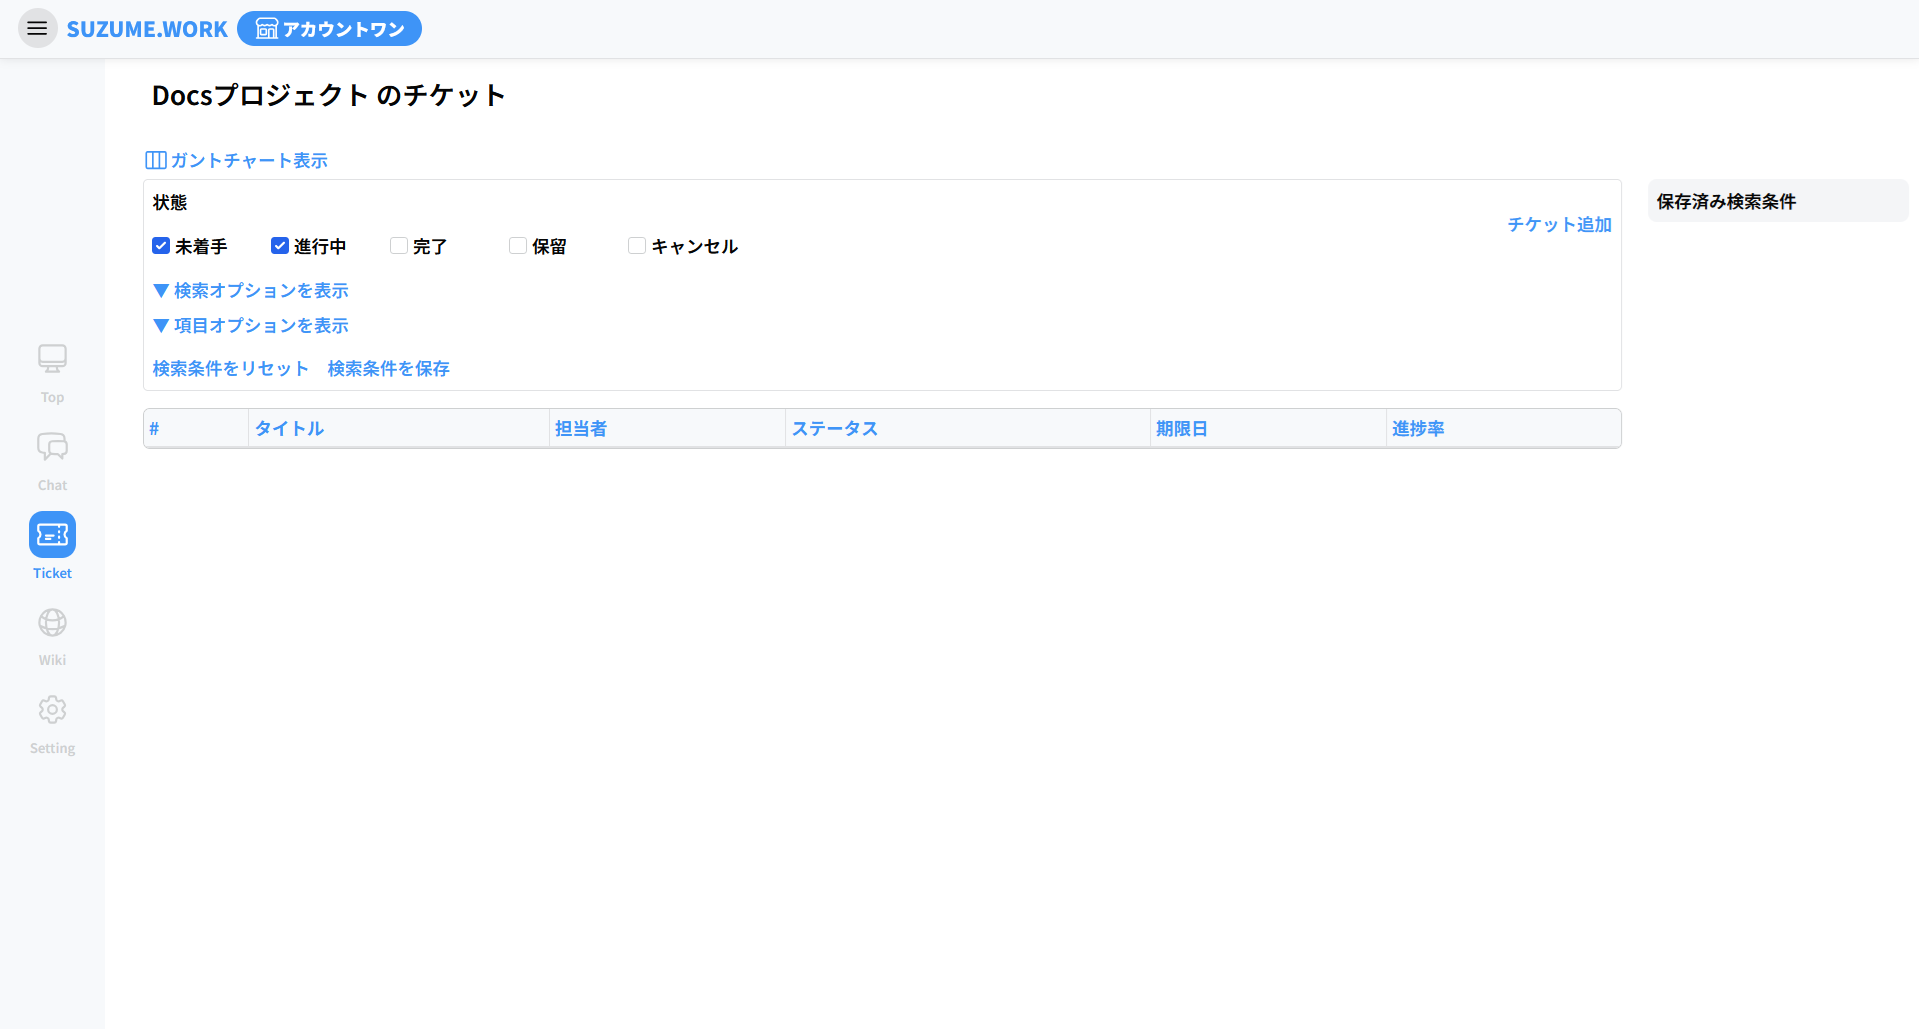 SUZUME.WORK アカウントワン
Docsプロジェクト のチケット
ガントチャート表示
状態
保存済み検索条件
チケット追加
未着手 進行中 完了 保留 キャンセル
▼ 検索オプションを表示
▼ 項目オプションを表示
検索条件をリセット 検索条件を保存
# タイトル 担当者 ステータス 期限日 進捗率
Top
Chat
Ticket
Wiki
Setting